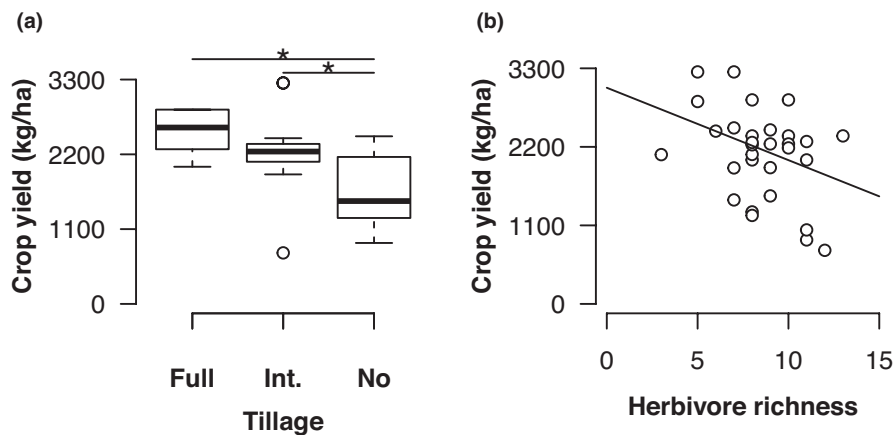 (a)
*
*
Crop yield (kg/ha)
3300
2200
1100
0
Full Int. No
Tillage
(b)
Crop yield (kg/ha)
3300
2200
1100
0
0 5 10 15
Herbivore richness